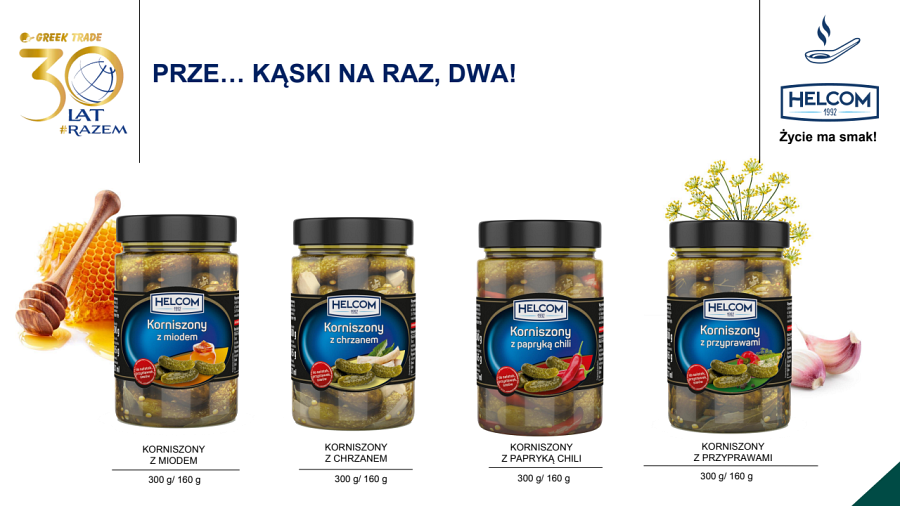 GREEK TRADE
30
LAT
#RAZEM
PRZE… KĄSKI NA RAZ, DWA!
HELCOM
1992
Życie ma smak!
HELCOM
1992
Korniszony
z miodem
HELCOM
1992
Korniszony
z chrzanem
HELCOM
1992
Korniszony
z papryką chili
HELCOM
1992
Korniszony
z przyprawami
KORNISZONY
Z MIODEM
300 g/ 160 g
KORNISZONY
Z CHRZANEM
300 g/ 160 g
KORNISZONY
Z PAPRYKĄ CHILI
300 g/ 160 g
KORNISZONY
Z PRZYPRAWAMI
300 g/ 160 g